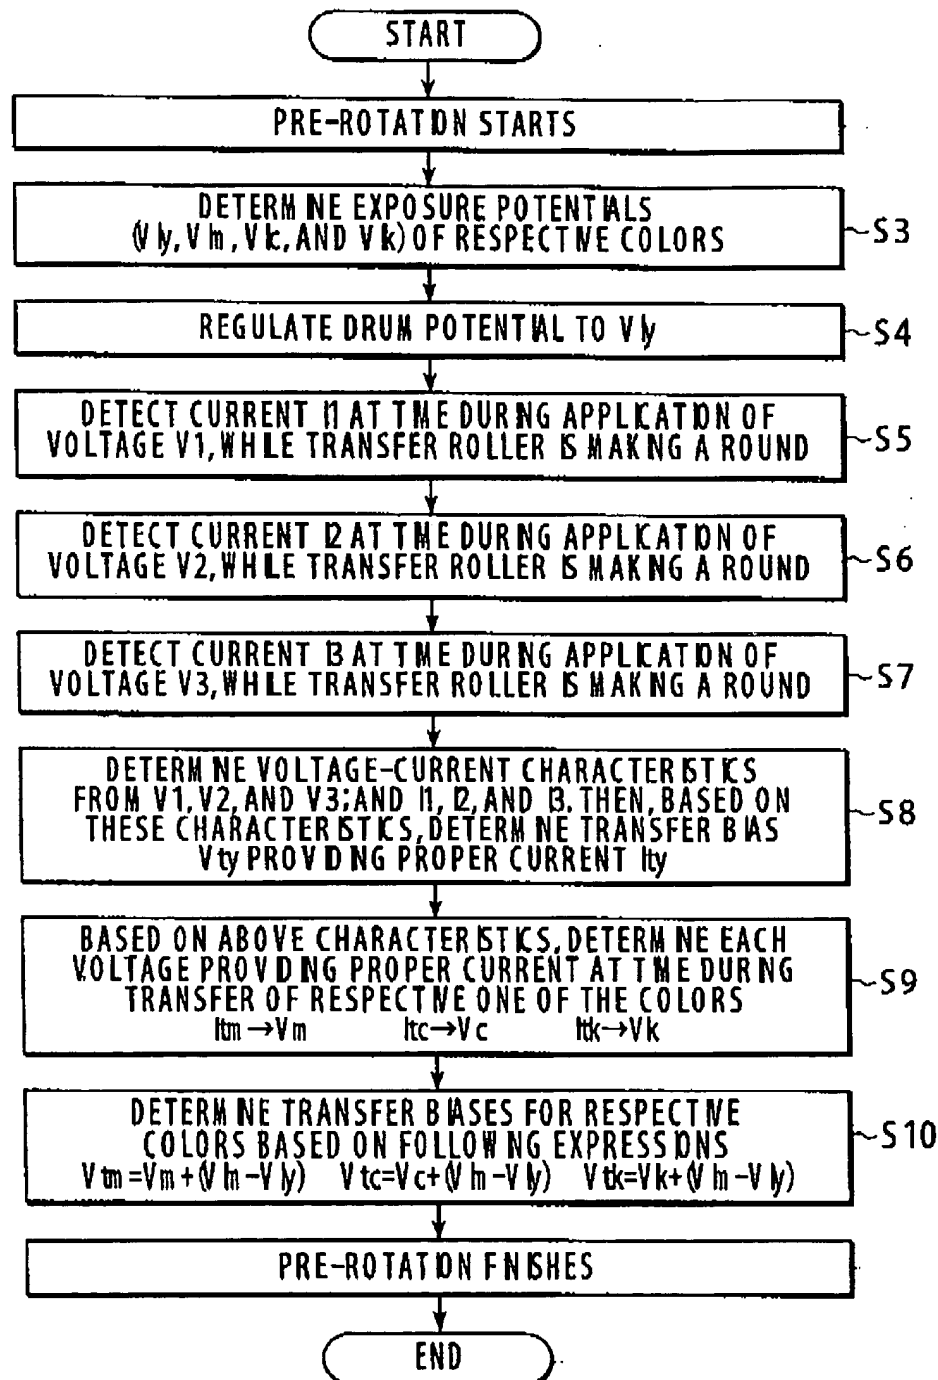 START
PRE-ROTATION STARTS
DETERMINE EXPOSURE POTENTIALS
(Vly, Vlm, Vlc, AND Vlk) OF RESPECTIVE COLORS
S3
REGULATE DRUM POTENTIAL TO Vly
S4
DETECT CURRENT I1 AT TIME DURING APPLICATION OF
VOLTAGE V1, WHILE TRANSFER ROLLER IS MAKING A ROUND
S5
DETECT CURRENT I2 AT TIME DURING APPLICATION OF
VOLTAGE V2, WHILE TRANSFER ROLLER IS MAKING A ROUND
S6
DETECT CURRENT I3 AT TIME DURING APPLICATION OF
VOLTAGE V3, WHILE TRANSFER ROLLER IS MAKING A ROUND
S7
DETERMINE VOLTAGE-CURRENT CHARACTERISTICS
FROM V1, V2, AND V3; AND I1, I2, AND I3. THEN, BASED ON
THESE CHARACTERISTICS, DETERMINE TRANSFER BIAS
Vty PROVIDING PROPER CURRENT Ity
S8
BASED ON ABOVE CHARACTERISTICS, DETERMINE EACH
VOLTAGE PROVIDING PROPER CURRENT AT TIME DURING
TRANSFER OF RESPECTIVE ONE OF THE COLORS
Itm→Vm Itc→Vc Itk→Vk
S9
DETERMINE TRANSFER BIASES FOR RESPECTIVE
COLORS BASED ON FOLLOWING EXPRESSIONS
Vtm=Vm+(Vlm-Vly) Vtc=Vc+(Vlm-Vly) Vtk=Vk+(Vlm-Vly)
S10
PRE-ROTATION FINISHES
END